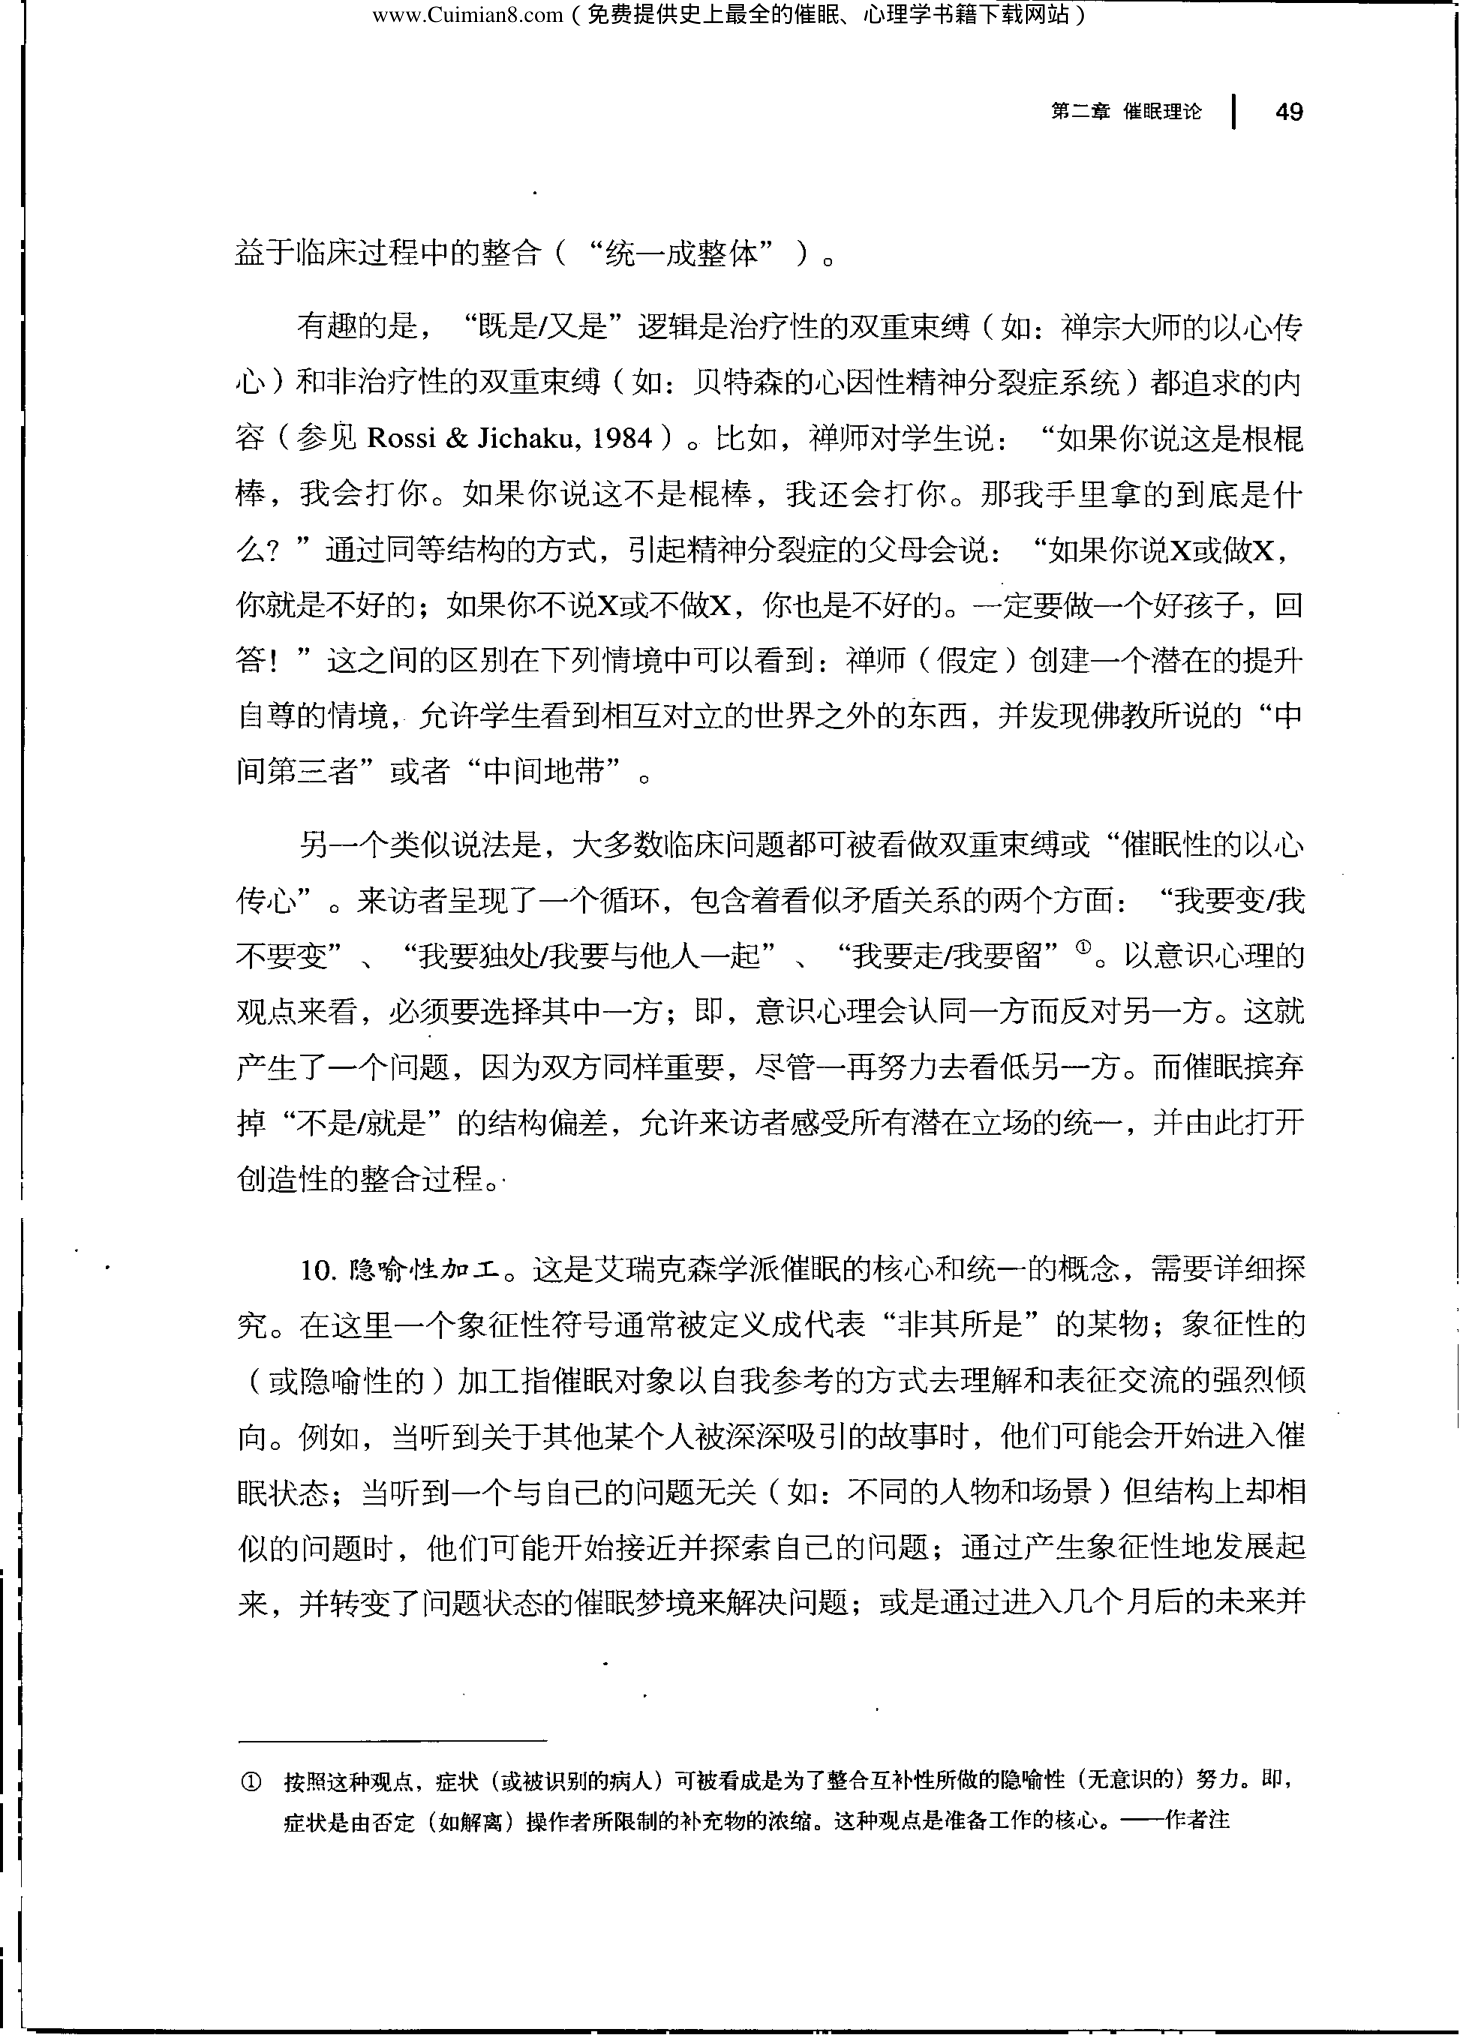 www.Cuimian8.com（免费提供史上最全的催眠、心理学书籍下载网站）
第二章 催眠理论 49
益于临床过程中的整合（“统一成整体”）。
有趣的是，“既是/又是”逻辑是治疗性的双重束缚（如：禅宗大师的以心传
心）和非治疗性的双重束缚（如：贝特森的心因性精神分裂症系统）都追求的内
容（参见 Rossi & Jichaku, 1984）。比如，禅师对学生说：“如果你说这是根棍
棒，我会打你。如果你说这不是棍棒，我还会打你。那我手里拿的到底是什
么？”通过同等结构的方式，引起精神分裂症的父母会说：“如果你说X或做X，
你就是不好的；如果你不说X或不做X，你也是不好的。一定要做一个好孩子，回
答！”这之间的区别在下列情境中可以看到：禅师（假定）创建一个潜在的提升
自尊的情境，允许学生看到相互对立的世界之外的东西，并发现佛教所说的“中
间第三者”或者“中间地带”。
另一个类似说法是，大多数临床问题都可被看做双重束缚或“催眠性的以心
传心”。来访者呈现了一个循环，包含着看似矛盾关系的两个方面：“我要变/我
不要变”、“我要独处/我要与他人一起”、“我要走/我要留”①。以意识心理的
观点来看，必须要选择其中一方；即，意识心理会认同一方而反对另一方。这就
产生了一个问题，因为双方同样重要，尽管一再努力去看低另一方。而催眠摈弃
掉“不是/就是”的结构偏差，允许来访者感受所有潜在立场的统一，并由此打开
创造性的整合过程。
10. 隐喻性加工。这是艾瑞克森学派催眠的核心和统一的概念，需要详细探
究。在这里一个象征性符号通常被定义成代表“非其所是”的某物；象征性的
（或隐喻性的）加工指催眠对象以自我参考的方式去理解和表征交流的强烈倾
向。例如，当听到关于其他某个人被深深吸引的故事时，他们可能会开始进入催
眠状态；当听到一个与自己的问题无关（如：不同的人物和场景）但结构上却相
似的问题时，他们可能开始接近并探索自己的问题；通过产生象征性地发展起
来，并转变了问题状态的催眠梦境来解决问题；或是通过进入几个月后的未来并
① 按照这种观点，症状（或被识别的病人）可被看成是为了整合互补性所做的隐喻性（无意识的）努力。即，
症状是由否定（如解离）操作者所限制的补充物的浓缩。这种观点是准备工作的核心。——作者注